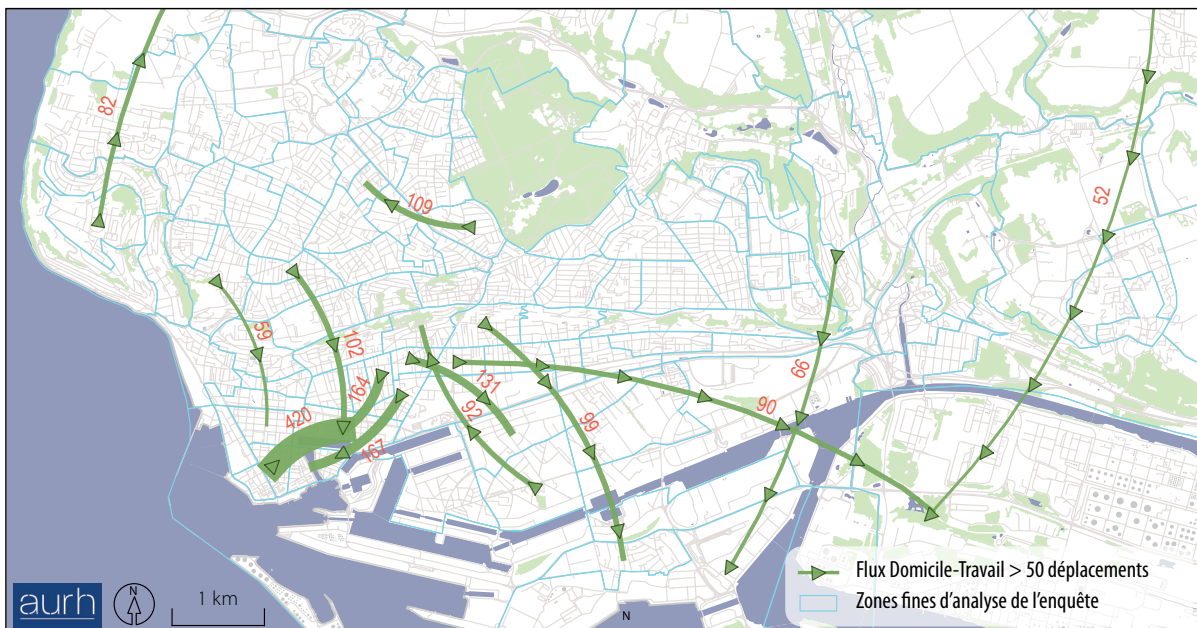 82
109
52
59
102
164
420
167
131
92
99
90
66
Flux Domicile-Travail > 50 déplacements
Zones fines d'analyse de l'enquête
aurh
N
1 km
N